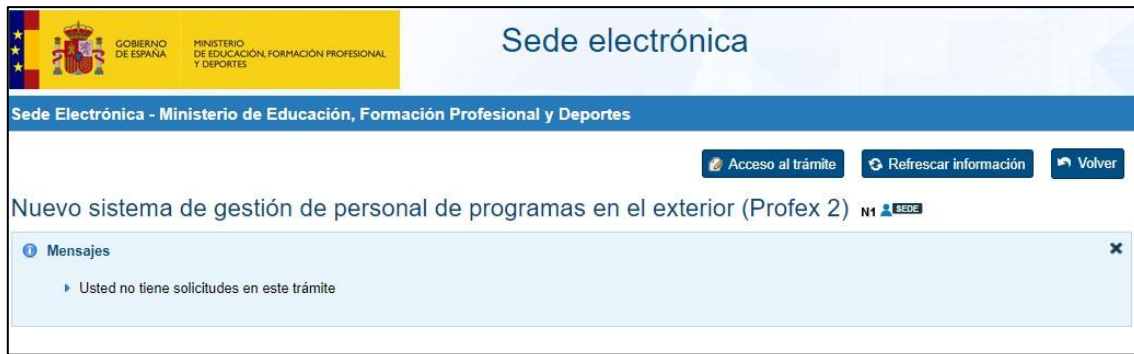 GOBIERNO
DE ESPAÑA
MINISTERIO
DE EDUCACIÓN, FORMACIÓN PROFESIONAL
Y DEPORTES
Sede electrónica
Sede Electrónica - Ministerio de Educación, Formación Profesional y Deportes
Acceso al trámite
Refrescar información
Volver
Nuevo sistema de gestión de personal de programas en el exterior (Profex 2) N1 SEDE
Mensajes
Usted no tiene solicitudes en este trámite